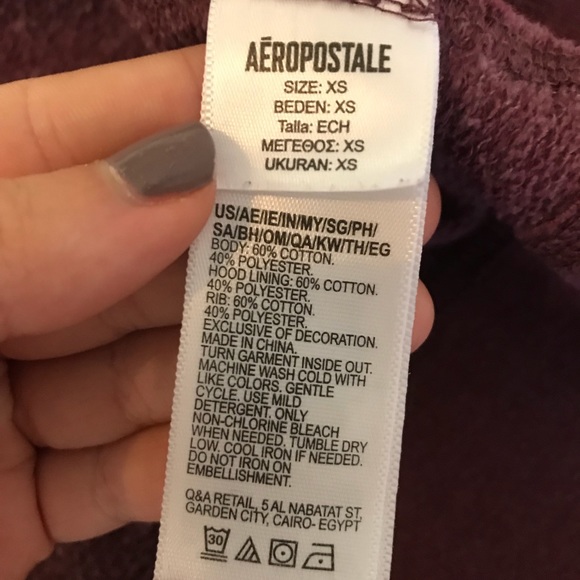 AÉROPOSTALE
SIZE: XS
BEDEN: XS
Talla: ECH
ΜΕΓΕΘΟΣ: XS
UKURAN: XS
US/AE/IE/IN/MY/SG/PH/
SA/BH/OM/QA/KW/TH/EG
BODY: 60% COTTON.
40% POLYESTER.
HOOD LINING: 60% COTTON.
40% POLYESTER.
RIB: 60% COTTON.
40% POLYESTER.
EXCLUSIVE OF DECORATION.
MADE IN CHINA.
TURN GARMENT INSIDE OUT.
MACHINE WASH COLD WITH
LIKE COLORS. GENTLE
CYCLE. USE MILD
DETERGENT. ONLY
NON-CHLORINE BLEACH
WHEN NEEDED. TUMBLE DRY
LOW. COOL IRON IF NEEDED.
DO NOT IRON ON
EMBELLISHMENT.
Q&A RETAIL, 5 AL NABATAT ST,
GARDEN CITY, CAIRO- EGYPT
30